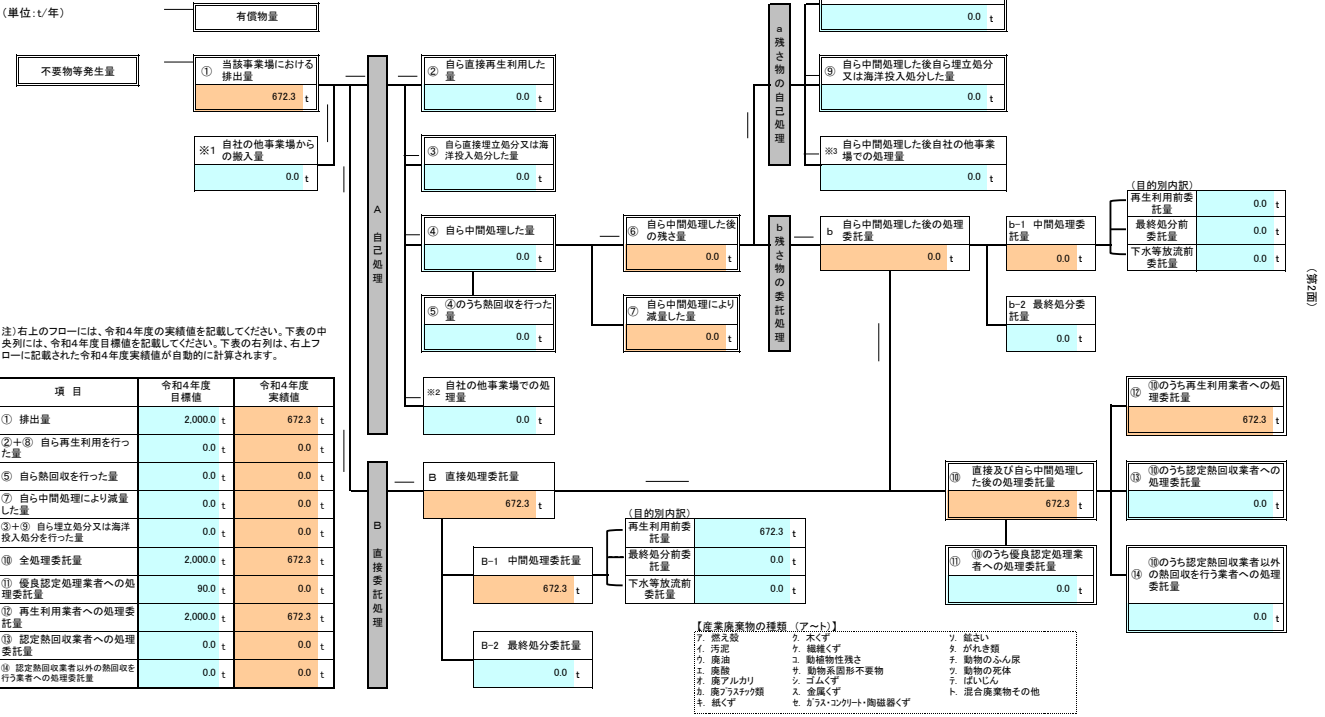 (単位:t/年)
有償物量
不要物等発生量
① 当該事業場における
排出量
672.3 t
※1 自社の他事業場から
の搬入量
0.0 t
A 自己処理
② 自ら直接再生利用した
量
0.0 t
③ 自ら直接埋立処分又は海
洋投入処分した量
0.0 t
④ 自ら中間処理した量
0.0 t
⑤ ④のうち熱回収を行った
量
0.0 t
※2 自社の他事業場での処
理量
0.0 t
⑥ 自ら中間処理した後
の残さ量
0.0 t
⑦ 自ら中間処理により
減量した量
0.0 t
a 残さ物の自己処理
0.0 t
⑨ 自ら中間処理した後自ら埋立処分
又は海洋投入処分した量
0.0 t
※3 自ら中間処理した後自社の他事業
場での処理量
0.0 t
b 残さ物の委託処理
b 自ら中間処理した後の処理
委託量
0.0 t
b-1 中間処理委
託量
0.0 t
b-2 最終処分委
託量
0.0 t
(目的別内訳)
再生利用前委
託量 0.0 t
最終処分前
委託量 0.0 t
下水等放流前
委託量 0.0 t
(第2面)
注)右上のフローには、令和4年度の実績値を記載してください。下表の中
央列には、令和4年度目標値を記載してください。下表の右列は、右上フ
ローに記載された令和4年度実績値が自動的に計算されます。
項 目 令和4年度
目標値 令和4年度
実績値
① 排出量 2,000.0 t 672.3 t
②+⑧ 自ら再生利用を行っ
た量 0.0 t 0.0 t
⑤ 自ら熱回収を行った量 0.0 t 0.0 t
⑦ 自ら中間処理により減量
した量 0.0 t 0.0 t
③+⑨ 自ら埋立処分又は海洋
投入処分を行った量 0.0 t 0.0 t
⑩ 全処理委託量 2,000.0 t 672.3 t
⑪ 優良認定処理業者への処
理委託量 90.0 t 0.0 t
⑫ 再生利用業者への処理委
託量 2,000.0 t 672.3 t
⑬ 認定熱回収業者への処理
委託量 0.0 t 0.0 t
⑭ 認定熱回収業者以外の熱回収を
行う業者への処理委託量 0.0 t 0.0 t
B 直接委託処理
B 直接処理委託量
672.3 t
B-1 中間処理委託量
672.3 t
B-2 最終処分委託量
0.0 t
(目的別内訳)
再生利用前委
託量 672.3 t
最終処分前委
託量 0.0 t
下水等放流前
委託量 0.0 t
⑩ 直接及び自ら中間処理し
た後の処理委託量
672.3 t
⑪ ⑩のうち優良認定処理業
者への処理委託量
0.0 t
⑫ ⑩のうち再生利用業者への処
理委託量
672.3 t
⑬ ⑩のうち認定熱回収業者への
処理委託量
0.0 t
⑭ ⑩のうち認定熱回収業者以外
の熱回収を行う業者への処理
委託量
0.0 t
【産業廃棄物の種類 (ア~ト)】
ア. 燃え殻 ク. 木くず ソ. 鉱さい
イ. 汚泥 ケ. 繊維くず タ. がれき類
ウ. 廃油 コ. 動植物性残さ チ. 動物のふん尿
エ. 廃酸 サ. 動物系固形不要物 ツ. 動物の死体
オ. 廃アルカリ シ. ゴムくず テ. ばいじん
カ. 廃プラスチック類 ス. 金属くず ト. 混合廃棄物その他
キ. 紙くず セ. ガラス・コンクリート・陶磁器くず